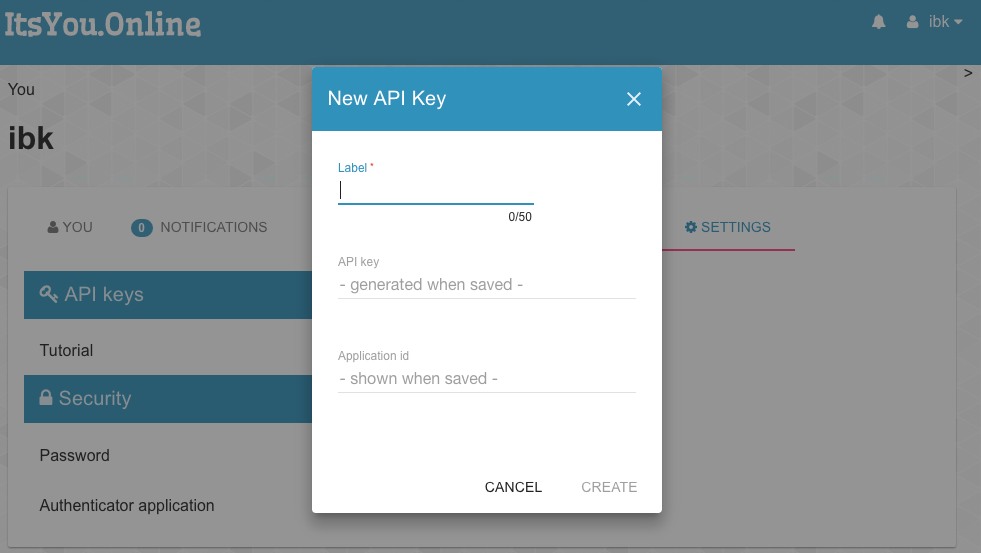 ItsYou.Online
ibk
>
You
ibk
YOU
0 NOTIFICATIONS
SETTINGS
API keys
Tutorial
Security
Password
Authenticator application
New API Key
Label *
0/50
API key
- generated when saved -
Application id
- shown when saved -
CANCEL CREATE